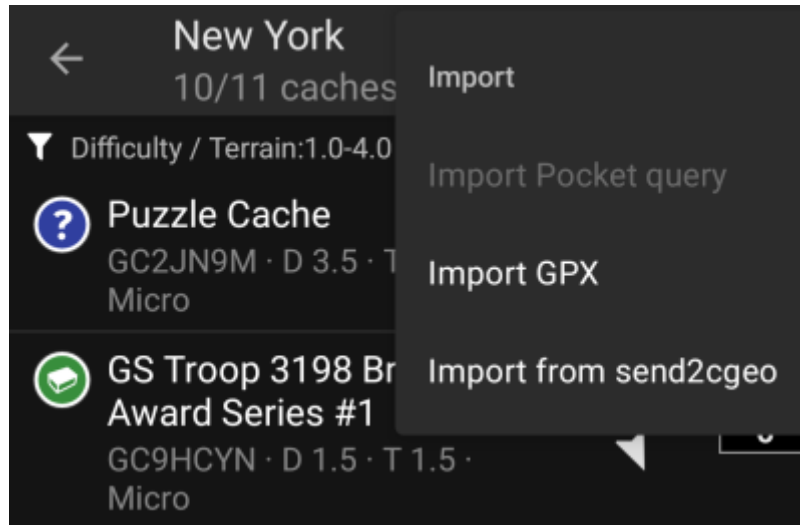 New York
10/11 caches
Difficulty / Terrain:1.0-4.0
Puzzle Cache
GC2JN9M · D 3.5 ·
Micro
GS Troop 3198
Award Series #1
GC9HCYN · D 1.5 · T 1.5 ·
Micro
Import
Import Pocket query
Import GPX
Import from send2cgeo